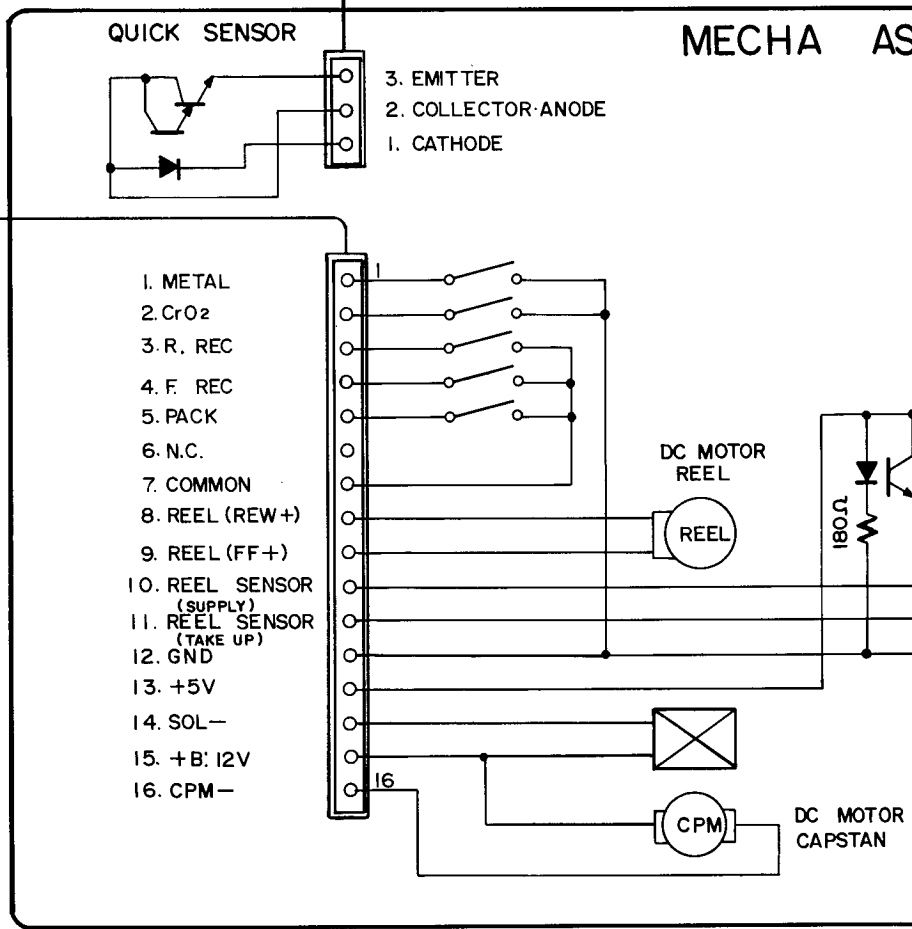 QUICK SENSOR
MECHA AS
3. EMITTER
2. COLLECTOR·ANODE
1. CATHODE
1
1. METAL
2. CrO2
3. R. REC
4. F. REC
5. PACK
6. N.C.
7. COMMON
8. REEL (REW+)
9. REEL (FF+)
10. REEL SENSOR
(SUPPLY)
11. REEL SENSOR
(TAKE UP)
12. GND
13. +5V
14. SOL−
15. +B: 12V
16. CPM−
16
DC MOTOR
REEL
REEL
180Ω
CPM
DC MOTOR
CAPSTAN